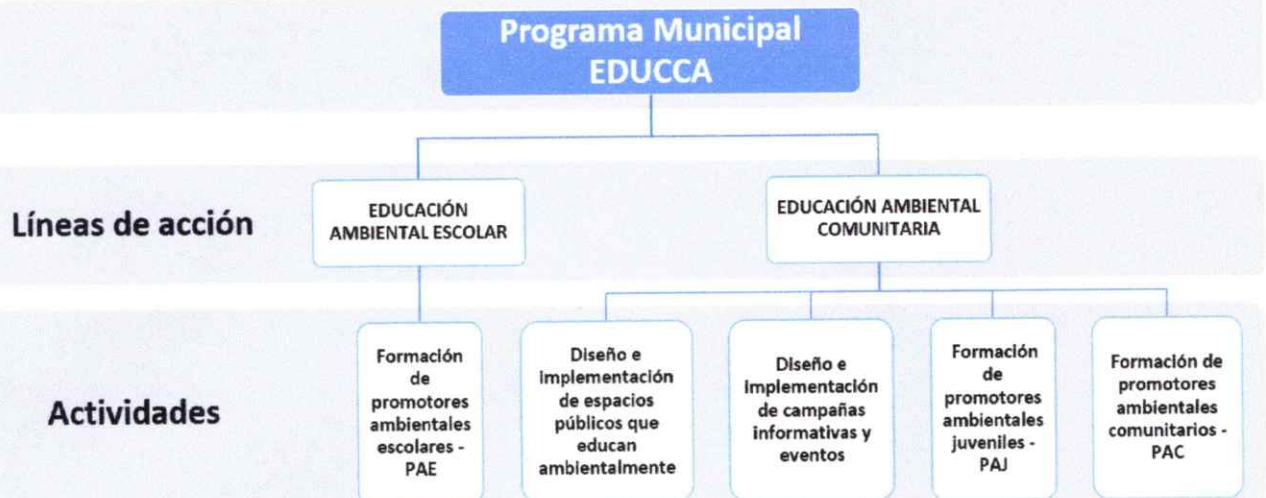 Programa Municipal
EDUCCA
Líneas de acción
EDUCACIÓN
AMBIENTAL ESCOLAR
EDUCACIÓN AMBIENTAL
COMUNITARIA
Actividades
Formación
de
promotores
ambientales
escolares -
PAE
Diseño e
implementación
de espacios
públicos que
educan
ambientalmente
Diseño e
implementación
de campañas
informativas y
eventos
Formación
de
promotores
ambientales
juveniles -
PAJ
Formación de
promotores
ambientales
comunitarios -
PAC